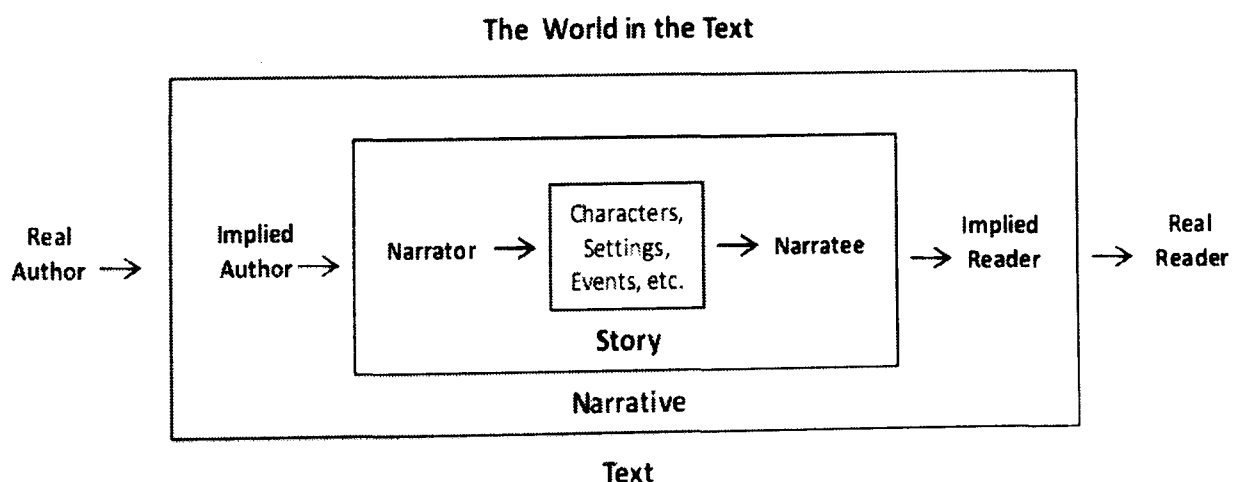 The World in the Text
Real
Author →
Implied
Author →
Narrator →
Characters,
Settings,
Events, etc.
→ Narratee
→ Implied
Reader
→ Real
Reader
Story
Narrative
Text